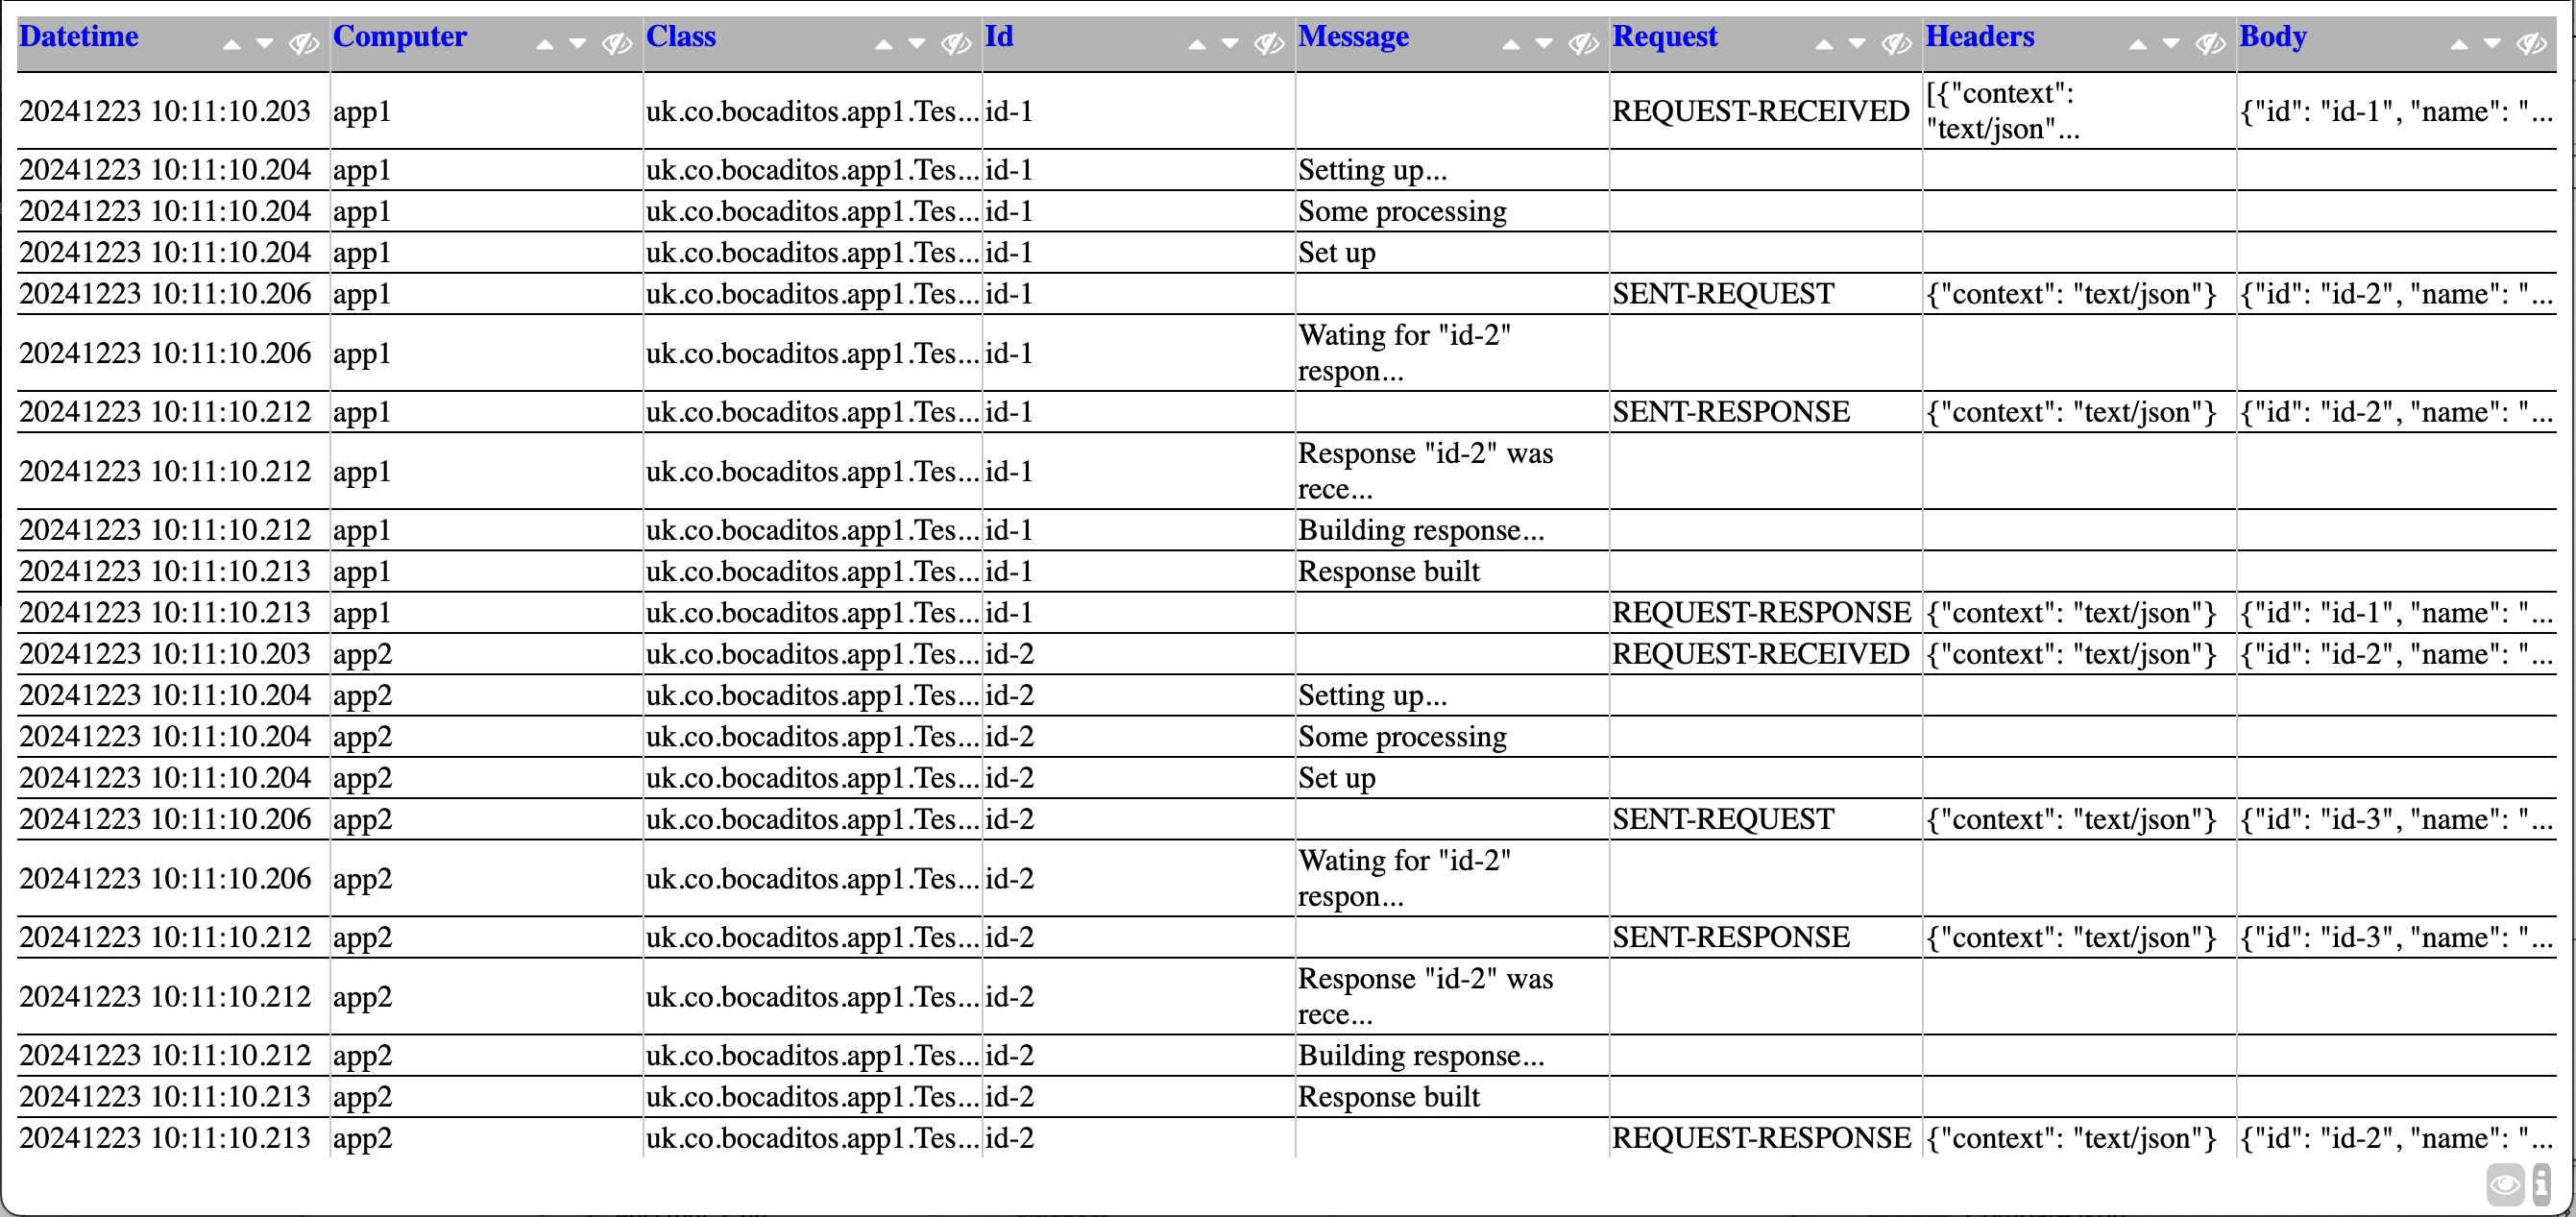 Datetime Computer Class Id Message Request Headers Body
20241223 10:11:10.203 app1 uk.co.bocaditos.app1.Tes... id-1 REQUEST-RECEIVED [{"context": "text/json"... {"id": "id-1", "name": "...
20241223 10:11:10.204 app1 uk.co.bocaditos.app1.Tes... id-1 Setting up...
20241223 10:11:10.204 app1 uk.co.bocaditos.app1.Tes... id-1 Some processing
20241223 10:11:10.204 app1 uk.co.bocaditos.app1.Tes... id-1 Set up
20241223 10:11:10.206 app1 uk.co.bocaditos.app1.Tes... id-1 SENT-REQUEST {"context": "text/json"} {"id": "id-2", "name": "...
20241223 10:11:10.206 app1 uk.co.bocaditos.app1.Tes... id-1 Wating for "id-2" respon...
20241223 10:11:10.212 app1 uk.co.bocaditos.app1.Tes... id-1 SENT-RESPONSE {"context": "text/json"} {"id": "id-2", "name": "...
20241223 10:11:10.212 app1 uk.co.bocaditos.app1.Tes... id-1 Response "id-2" was rece...
20241223 10:11:10.212 app1 uk.co.bocaditos.app1.Tes... id-1 Building response...
20241223 10:11:10.213 app1 uk.co.bocaditos.app1.Tes... id-1 Response built
20241223 10:11:10.213 app1 uk.co.bocaditos.app1.Tes... id-1 REQUEST-RESPONSE {"context": "text/json"} {"id": "id-1", "name": "...
20241223 10:11:10.203 app2 uk.co.bocaditos.app1.Tes... id-2 REQUEST-RECEIVED {"context": "text/json"} {"id": "id-2", "name": "...
20241223 10:11:10.204 app2 uk.co.bocaditos.app1.Tes... id-2 Setting up...
20241223 10:11:10.204 app2 uk.co.bocaditos.app1.Tes... id-2 Some processing
20241223 10:11:10.204 app2 uk.co.bocaditos.app1.Tes... id-2 Set up
20241223 10:11:10.206 app2 uk.co.bocaditos.app1.Tes... id-2 SENT-REQUEST {"context": "text/json"} {"id": "id-3", "name": "...
20241223 10:11:10.206 app2 uk.co.bocaditos.app1.Tes... id-2 Wating for "id-2" respon...
20241223 10:11:10.212 app2 uk.co.bocaditos.app1.Tes... id-2 SENT-RESPONSE {"context": "text/json"} {"id": "id-3", "name": "...
20241223 10:11:10.212 app2 uk.co.bocaditos.app1.Tes... id-2 Response "id-2" was rece...
20241223 10:11:10.212 app2 uk.co.bocaditos.app1.Tes... id-2 Building response...
20241223 10:11:10.213 app2 uk.co.bocaditos.app1.Tes... id-2 Response built
20241223 10:11:10.213 app2 uk.co.bocaditos.app1.Tes... id-2 REQUEST-RESPONSE {"context": "text/json"} {"id": "id-2", "name": "...